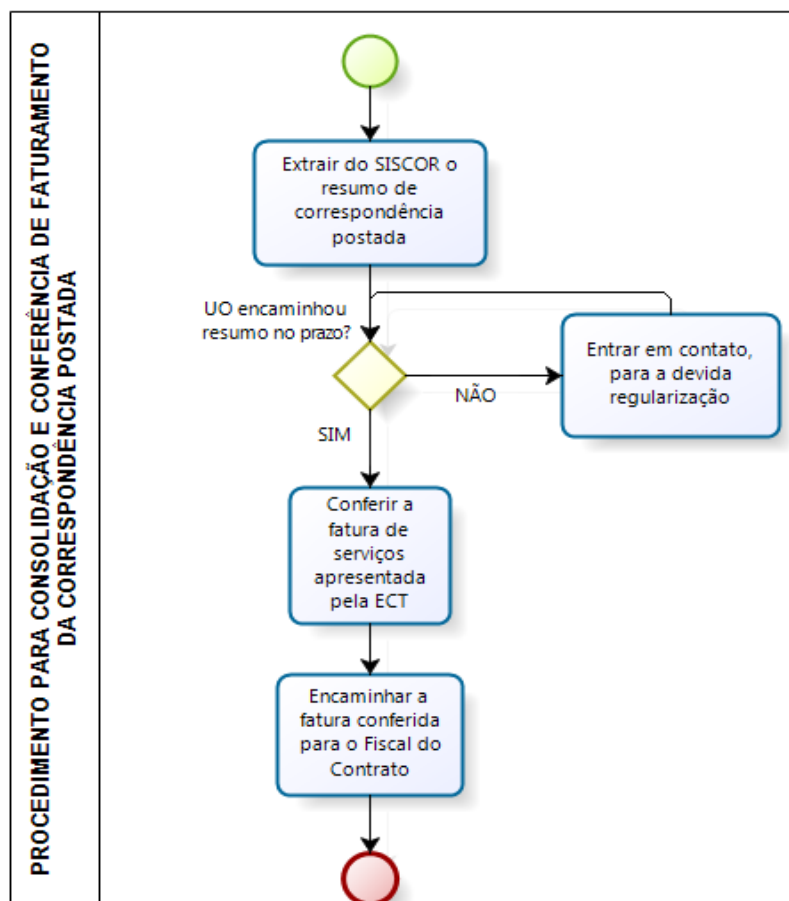 PROCEDIMENTO PARA CONSOLIDAÇÃO E CONFERÊNCIA DE FATURAMENTO
DA CORRESPONDÊNCIA POSTADA
Extrair do SISCOR o
resumo de
correspondência
postada
UO encaminhou
resumo no prazo?
NÃO
Entrar em contato,
para a devida
regularização
SIM
Conferir a
fatura de
serviços
apresentada
pela ECT
Encaminhar a
fatura conferida
para o Fiscal do
Contrato